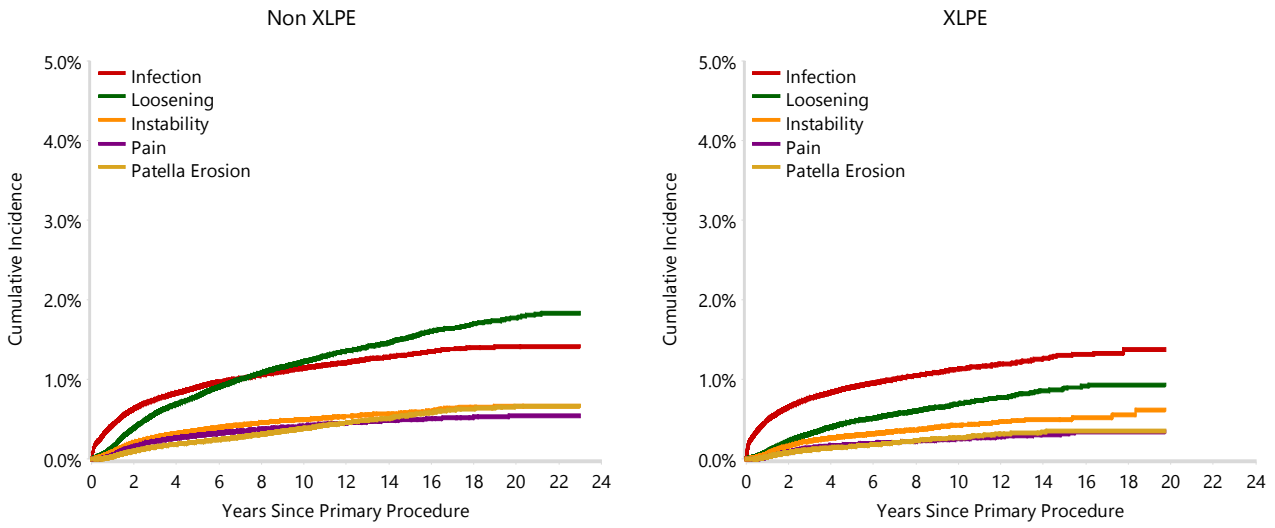 Non XLPE
5.0%
4.0%
3.0%
2.0%
1.0%
0.0%
Cumulative Incidence
Infection
Loosening
Instability
Pain
Patella Erosion
0 2 4 6 8 10 12 14 16 18 20 22 24
Years Since Primary Procedure
XLPE
5.0%
4.0%
3.0%
2.0%
1.0%
0.0%
Cumulative Incidence
Infection
Loosening
Instability
Pain
Patella Erosion
0 2 4 6 8 10 12 14 16 18 20 22 24
Years Since Primary Procedure